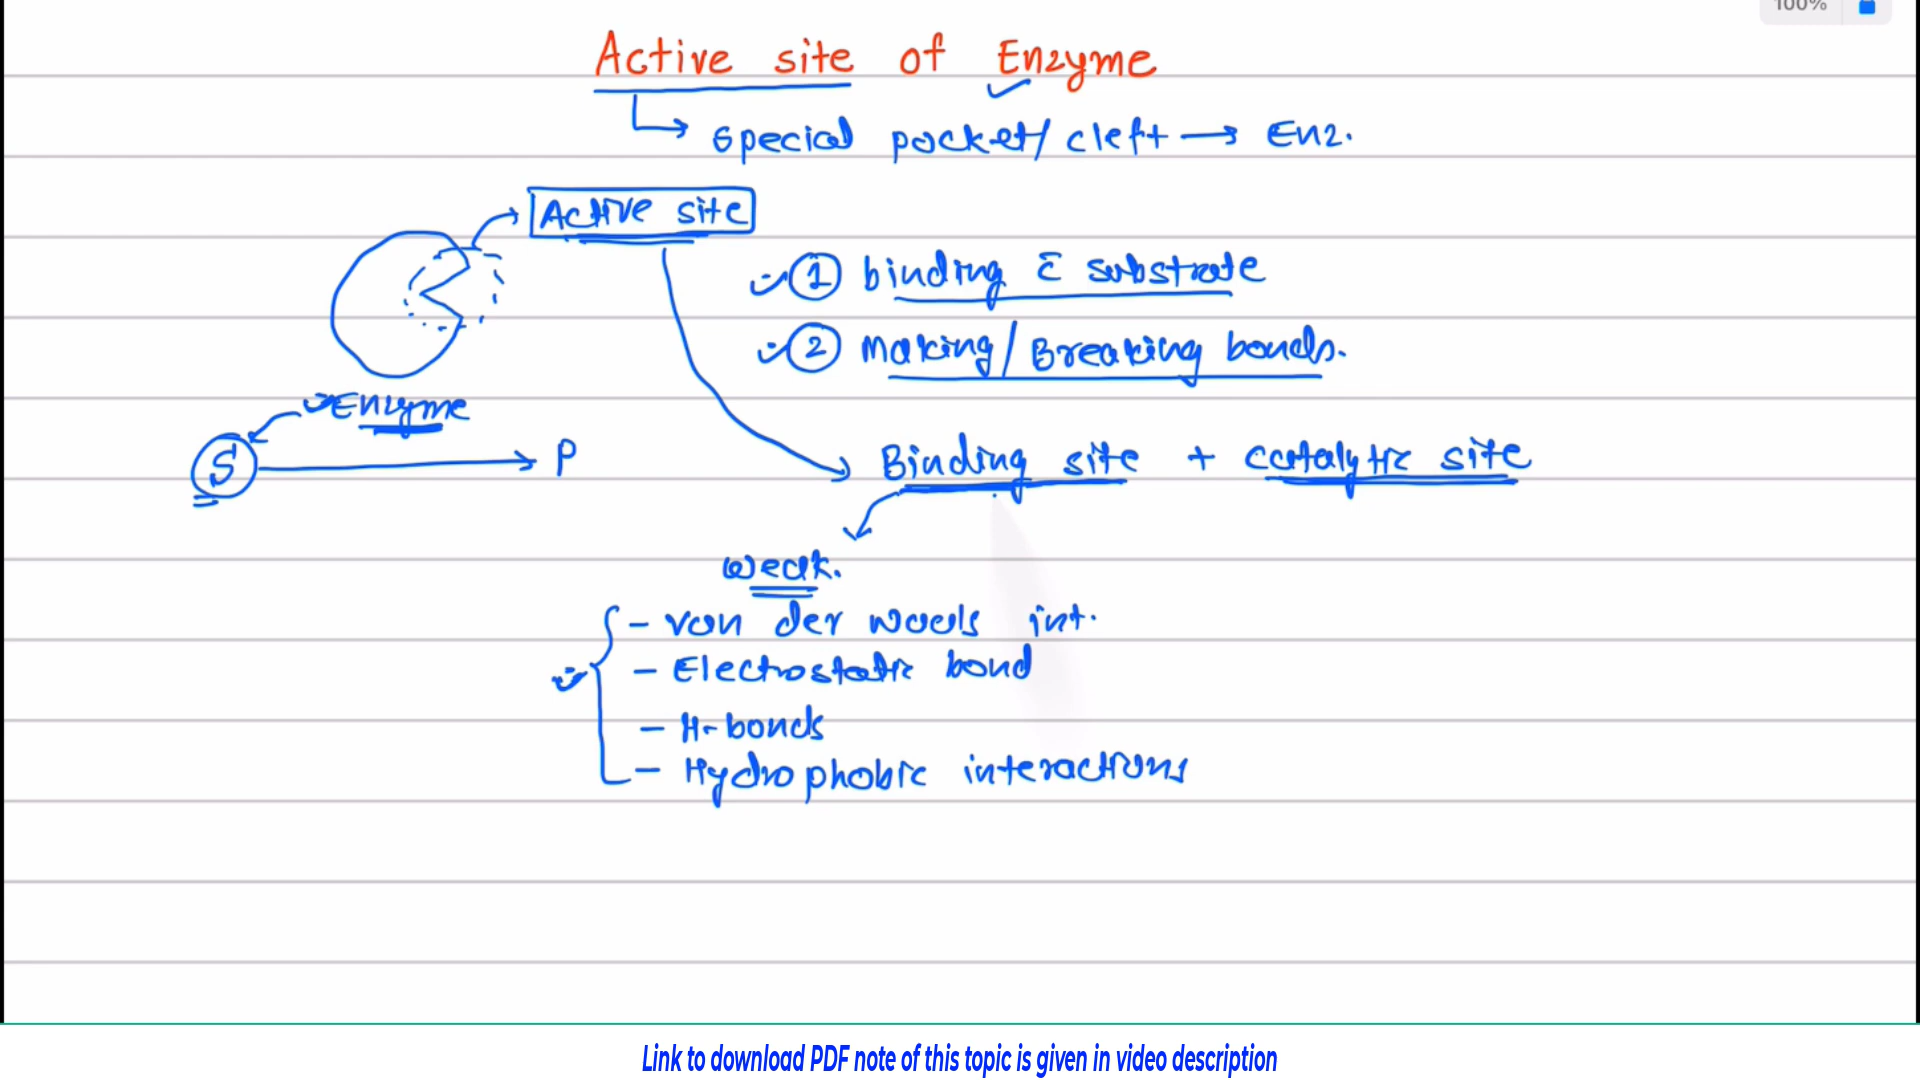 100%
Active site of Enzyme
special pocket/cleft → Enz.
Active site
① binding c̄ substrate
② Making/Breaking bonds.
Enzyme
S → P
Binding site + catalytic site
weak.
- van der waals int.
- Electrostatic bond
- H-bonds
- Hydrophobic interactions
Link to download PDF note of this topic is given in video description